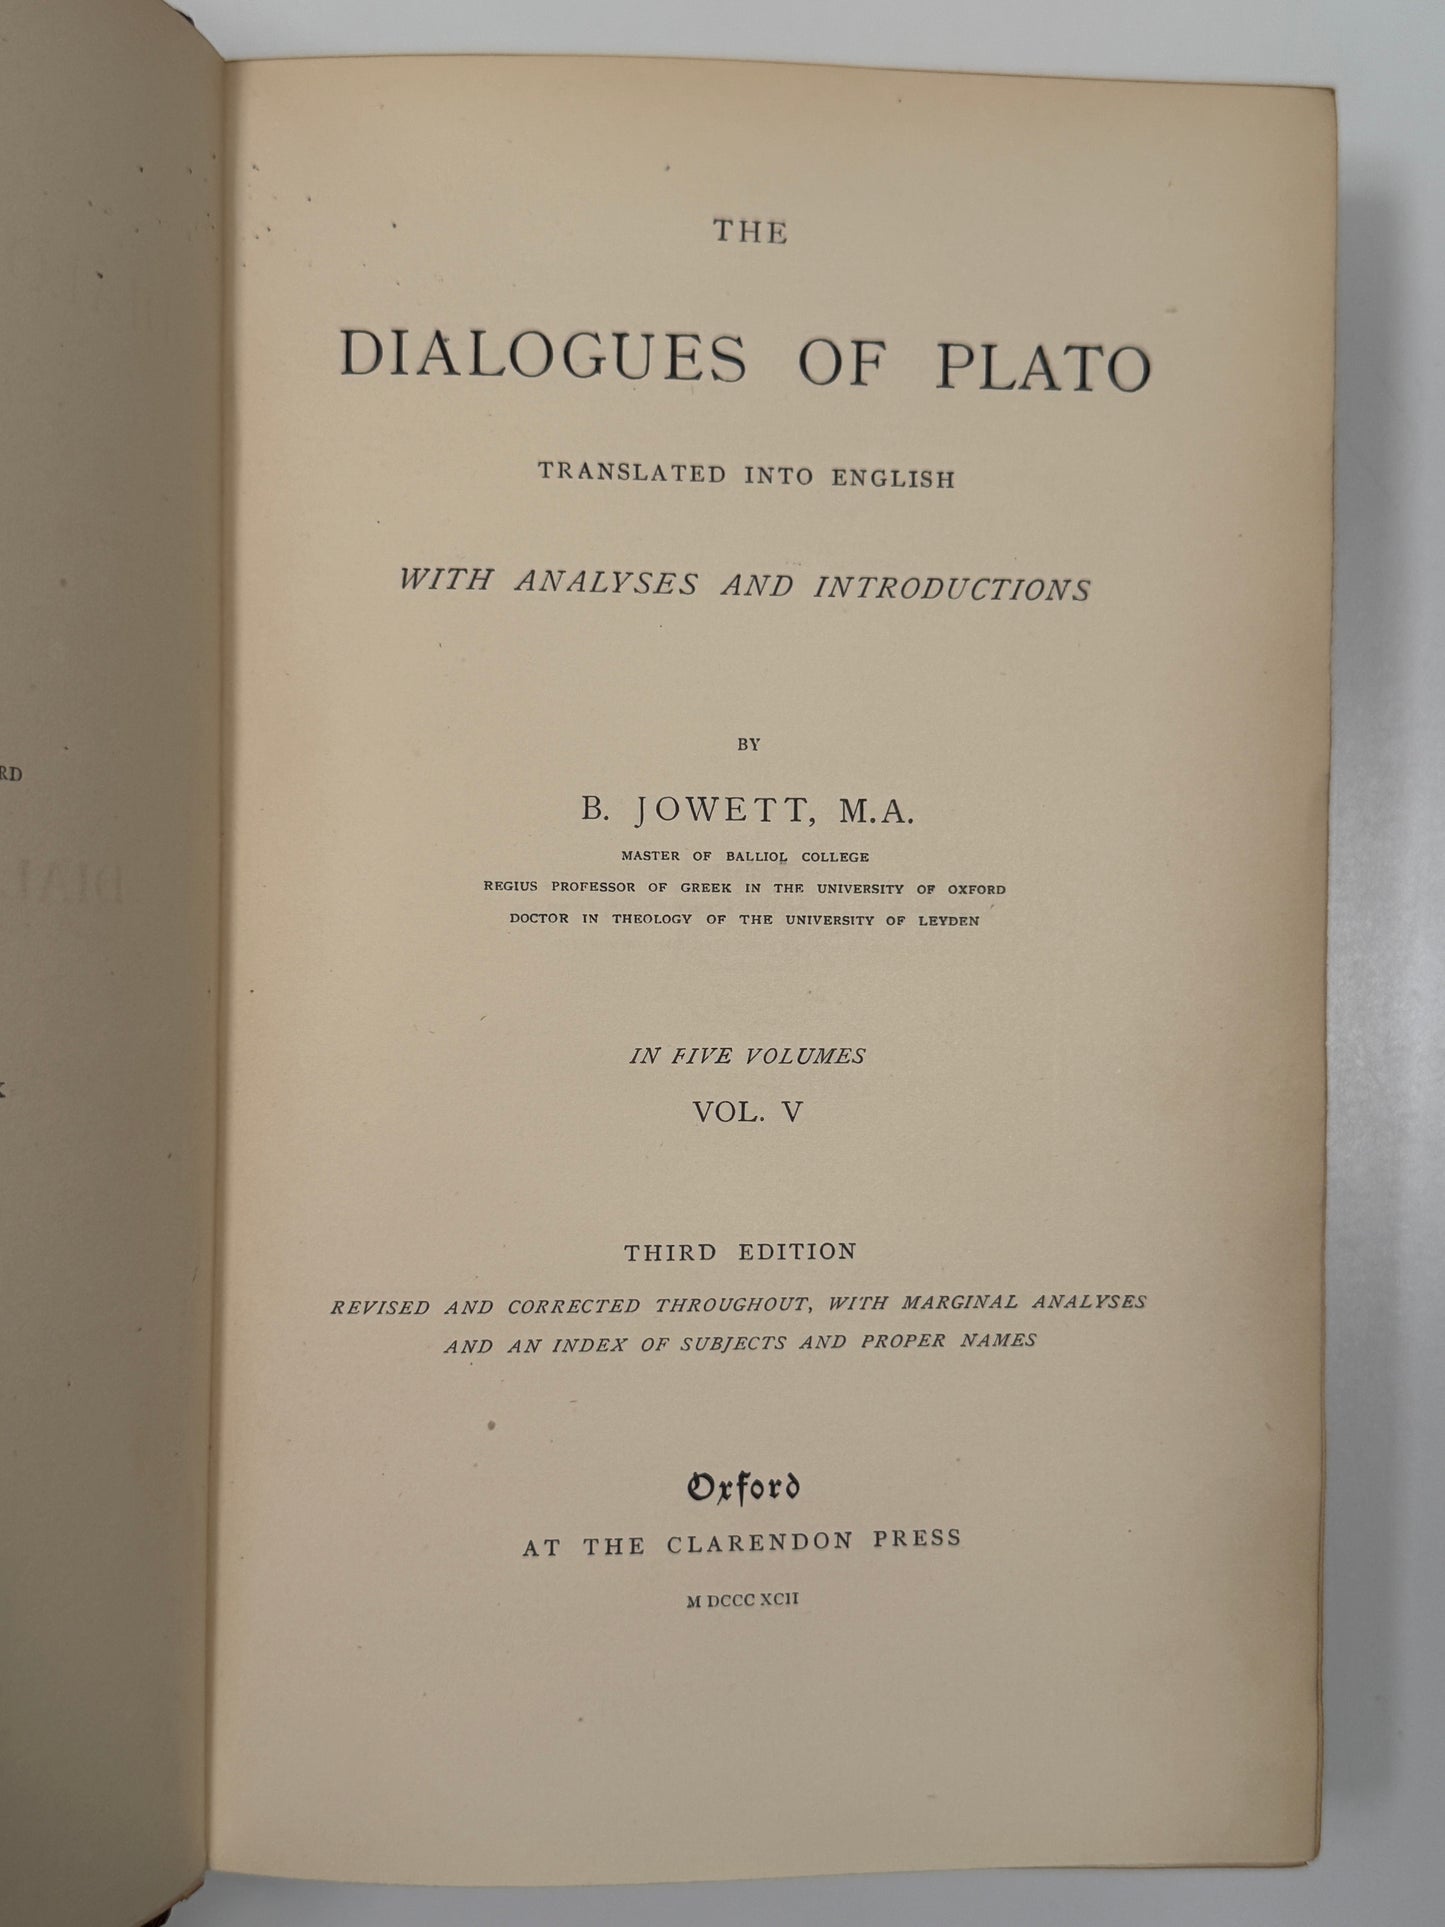 THE
DIALOGUES OF PLATO
TRANSLATED INTO ENGLISH
WITH ANALYSES AND INTRODUCTIONS
BY
B. JOWETT, M.A.
MASTER OF BALLIOL COLLEGE
REGIUS PROFESSOR OF GREEK IN THE UNIVERSITY OF OXFORD
DOCTOR IN THEOLOGY OF THE UNIVERSITY OF LEYDEN
IN FIVE VOLUMES
VOL. V
THIRD EDITION
REVISED AND CORRECTED THROUGHOUT, WITH MARGINAL ANALYSES
AND AN INDEX OF SUBJECTS AND PROPER NAMES
Oxford
AT THE CLARENDON PRESS
M DCCC XCII